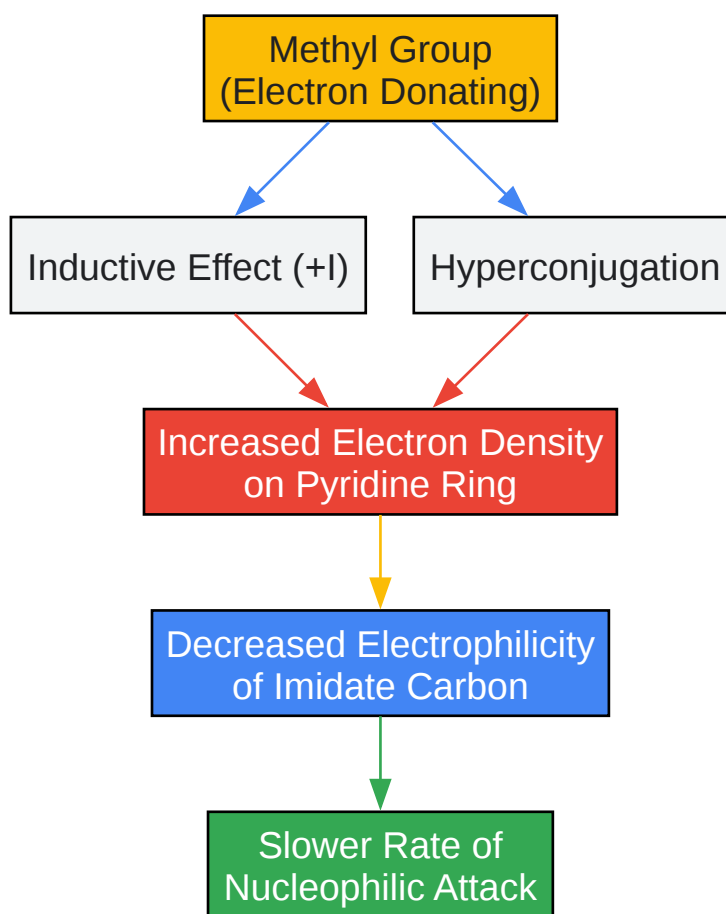 Methyl Group
(Electron Donating)
Inductive Effect (+I)
Hyperconjugation
Increased Electron Density
on Pyridine Ring
Decreased Electrophilicity
of Imidate Carbon
Slower Rate of
Nucleophilic Attack